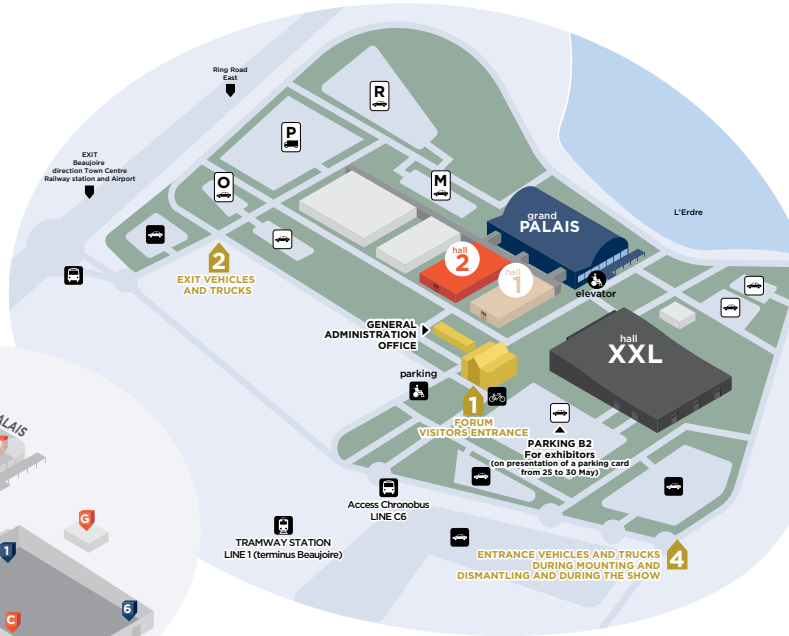 Ring Road
East
R
EXIT
Beaujoire
direction Town Centre
Railway station and Airport
P
O
M
grand
PALAIS
L'Erdre
2
EXIT VEHICLES
AND TRUCKS
hall
2
hall
1
elevator
GENERAL
ADMINISTRATION
OFFICE
hall
XXL
parking
1
FORUM
VISITORS ENTRANCE
PARKING B2
For exhibitors
(on presentation of a parking card
from 25 to 30 May)
Access Chronobus
LINE C6
TRAMWAY STATION
LINE 1 (terminus Beaujoire)
ENTRANCE VEHICLES AND TRUCKS
DURING MOUNTING AND
DISMANTLING AND DURING THE SHOW
4
ALAIS
G
1
6
C